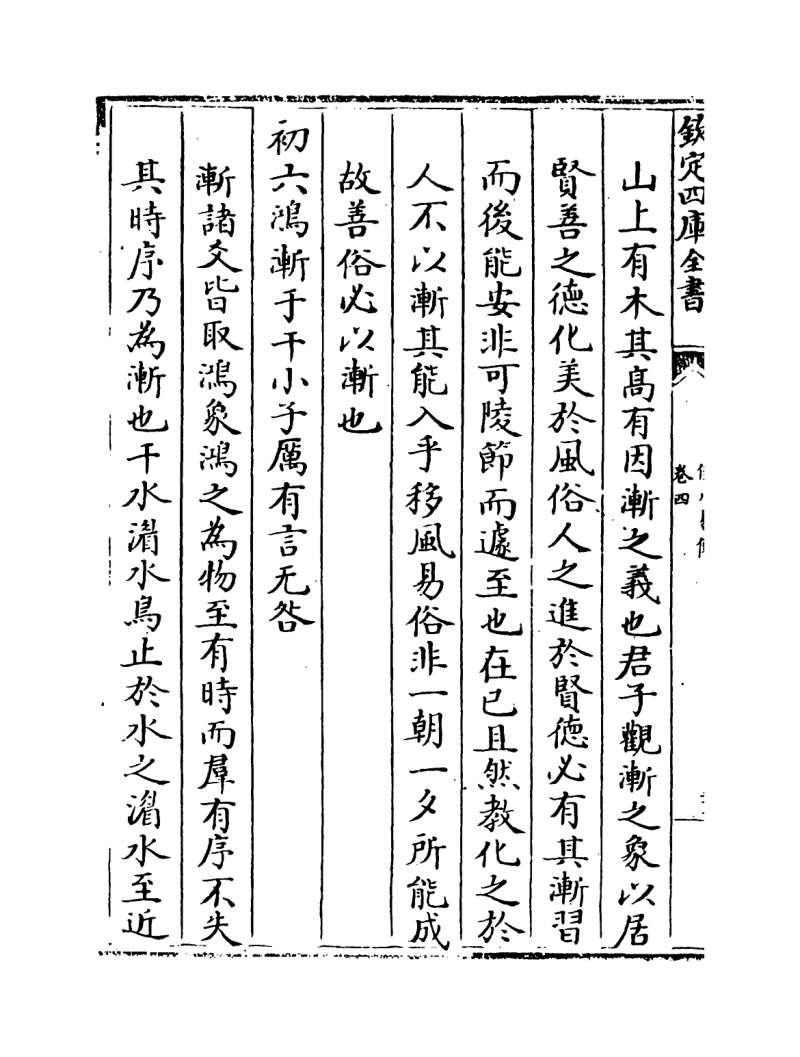 欽定四庫全書
卷四
山上有木其髙有因漸之義也君子觀漸之象以居
賢善之德化美於風俗人之進於賢德必有其漸習
而後能安非可陵節而遽至也在已且然教化之於
人不以漸其能入乎移風易俗非一朝一夕所能成
故善俗必以漸也
初六鴻漸于干小子厲有言无咎
漸諸爻皆取鴻象鴻之為物至有時而羣有序不失
其時序乃為漸也干水湄水鳥止於水之湄水至近